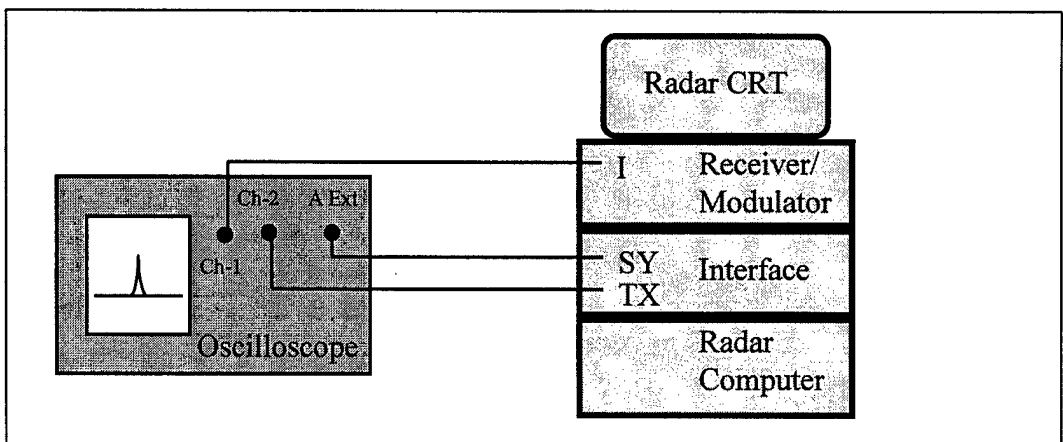 Radar CRT
I
Receiver/
Modulator
Ch-2
A Ext
Ch-1
SY
Interface
TX
Oscilloscope
Radar
Computer